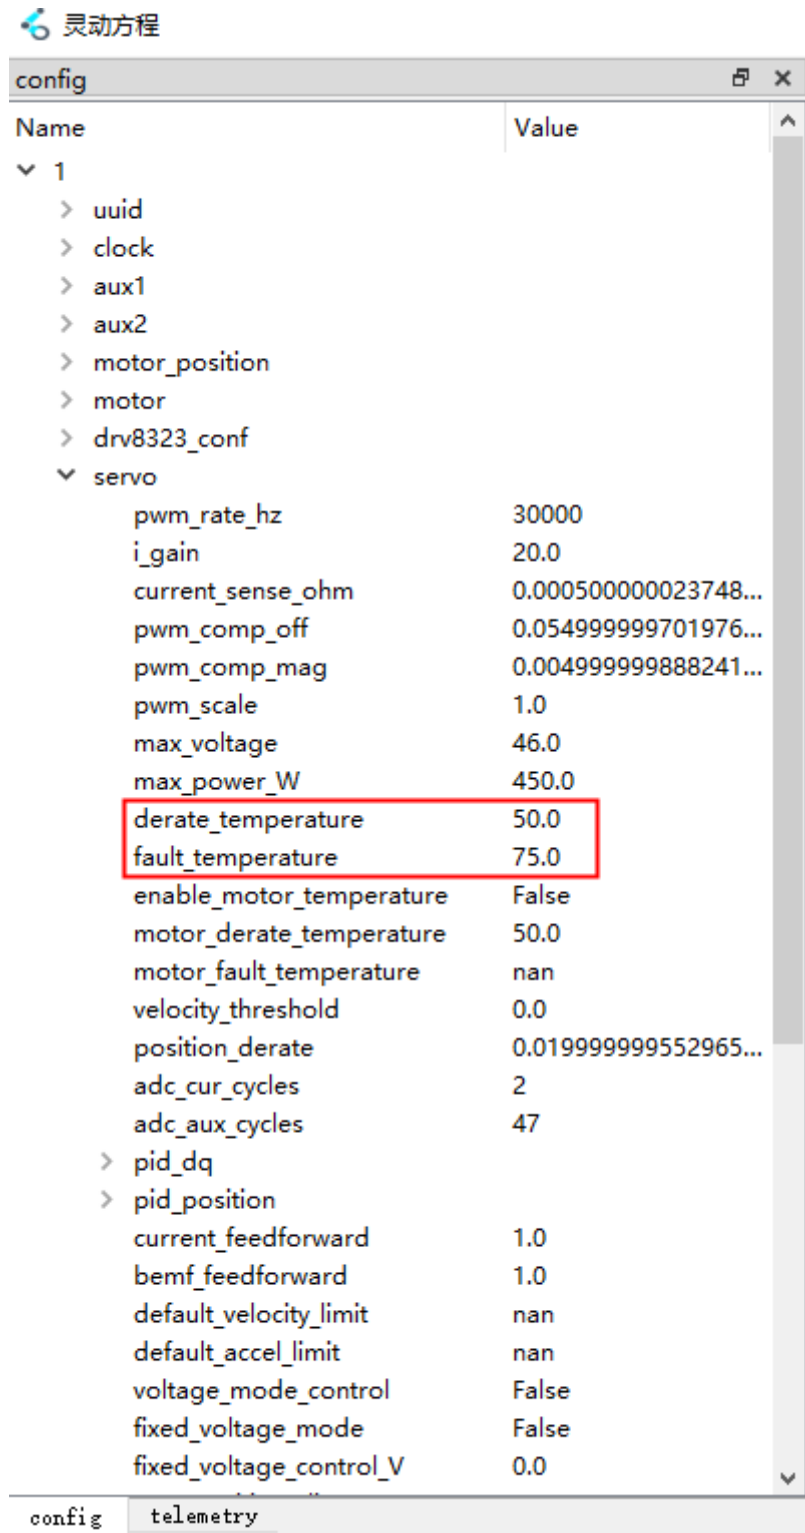 灵动方程
config
Name Value
1
uuid
clock
aux1
aux2
motor_position
motor
drv8323_conf
servo
pwm_rate_hz 30000
i_gain 20.0
current_sense_ohm 0.000500000023748...
pwm_comp_off 0.054999999701976...
pwm_comp_mag 0.004999999888241...
pwm_scale 1.0
max_voltage 46.0
max_power_W 450.0
derate_temperature 50.0
fault_temperature 75.0
enable_motor_temperature False
motor_derate_temperature 50.0
motor_fault_temperature nan
velocity_threshold 0.0
position_derate 0.019999999552965...
adc_cur_cycles 2
adc_aux_cycles 47
pid_dq
pid_position
current_feedforward 1.0
bemf_feedforward 1.0
default_velocity_limit nan
default_accel_limit nan
voltage_mode_control False
fixed_voltage_mode False
fixed_voltage_control_V 0.0
config telemetry